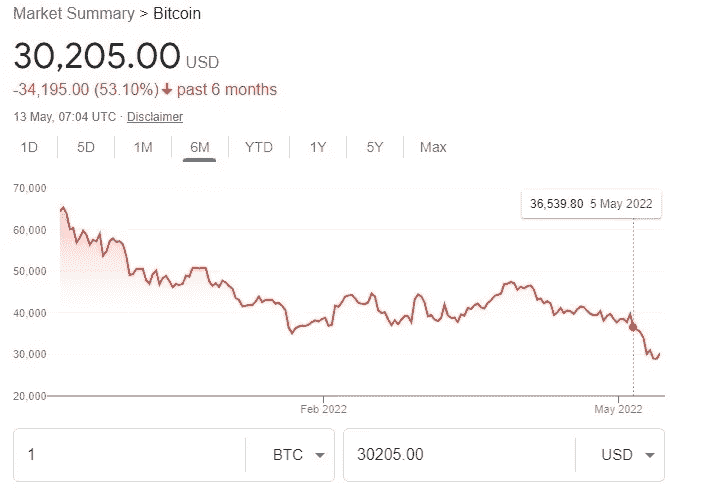 Market Summary > Bitcoin
30,205.00 USD
-34,195.00 (53.10%)↓ past 6 months
13 May, 07:04 UTC · Disclaimer
1D 5D 1M 6M YTD 1Y 5Y Max
70,000
36,539.80 5 May 2022
60,000
50,000
40,000
30,000
20,000
Feb 2022 May 2022
1 BTC 30205.00 USD